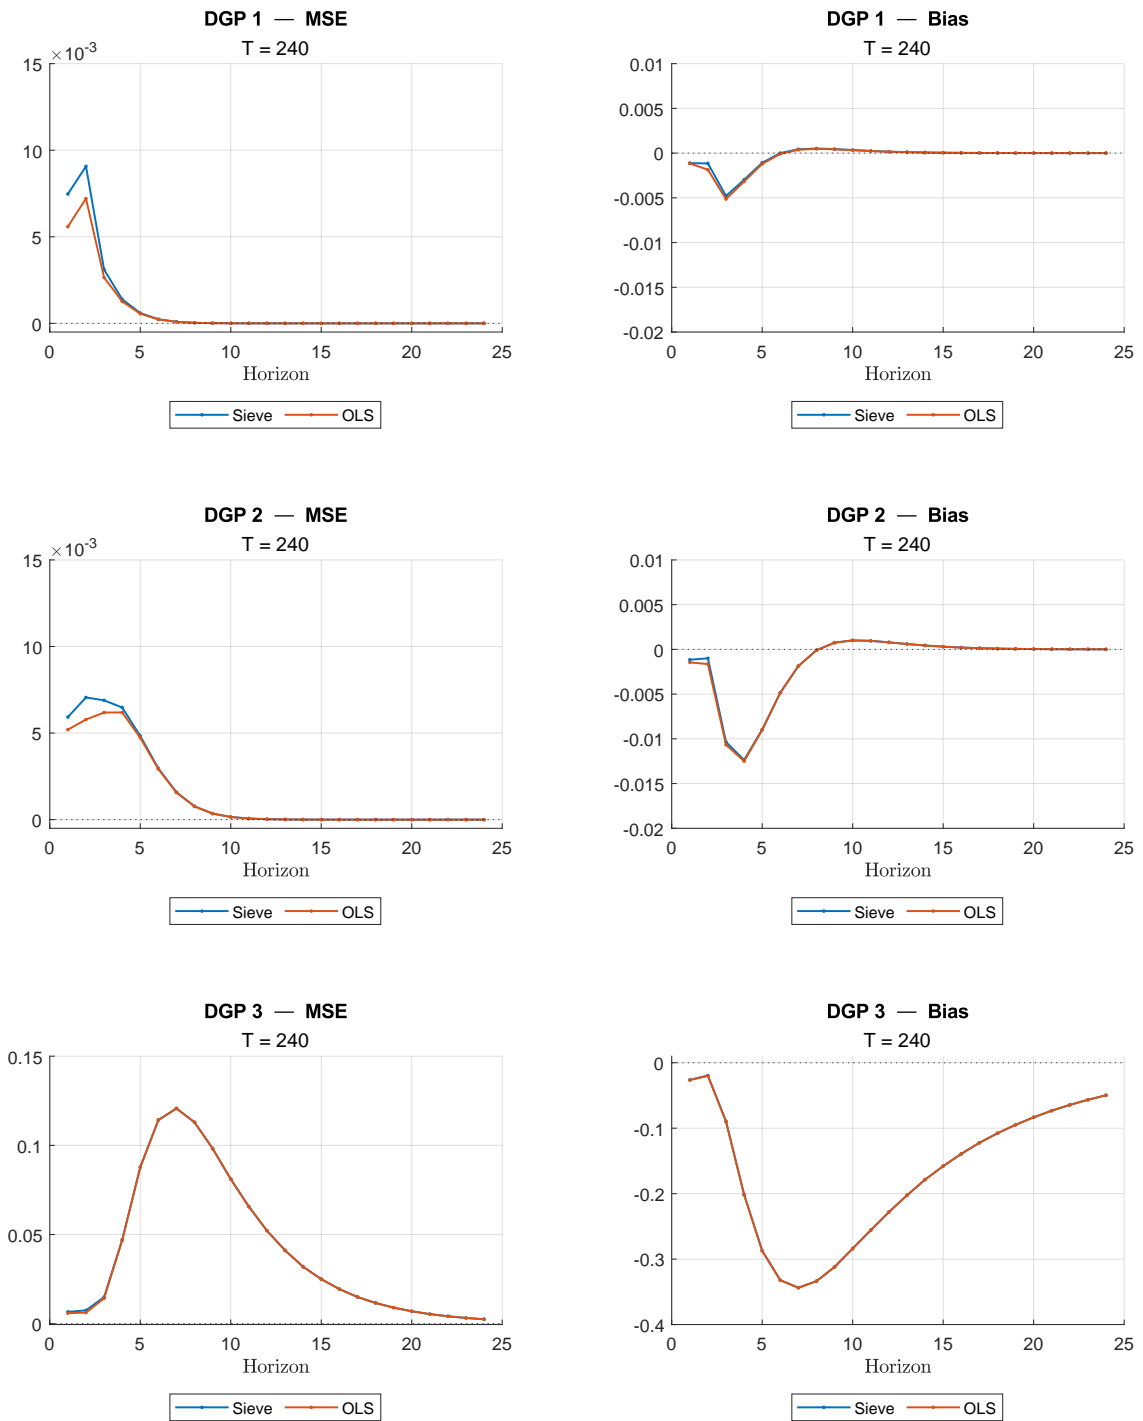 DGP 1 — MSE
T = 240
×10-3
15
10
5
0
0 5 10 15 20 25
Horizon
Sieve OLS
DGP 1 — Bias
T = 240
0.01
0.005
0
-0.005
-0.01
-0.015
-0.02
0 5 10 15 20 25
Horizon
Sieve OLS
DGP 2 — MSE
T = 240
×10-3
15
10
5
0
0 5 10 15 20 25
Horizon
Sieve OLS
DGP 2 — Bias
T = 240
0.01
0.005
0
-0.005
-0.01
-0.015
-0.02
0 5 10 15 20 25
Horizon
Sieve OLS
DGP 3 — MSE
T = 240
0.15
0.1
0.05
0
0 5 10 15 20 25
Horizon
Sieve OLS
DGP 3 — Bias
T = 240
0
-0.1
-0.2
-0.3
-0.4
0 5 10 15 20 25
Horizon
Sieve OLS